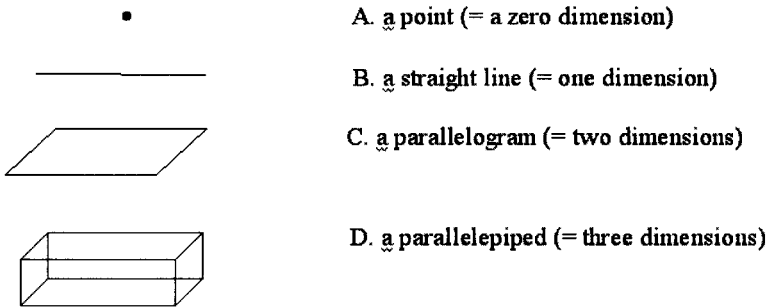 A. a point (= a zero dimension)
B. a straight line (= one dimension)
C. a parallelogram (= two dimensions)
D. a parallelepiped (= three dimensions)